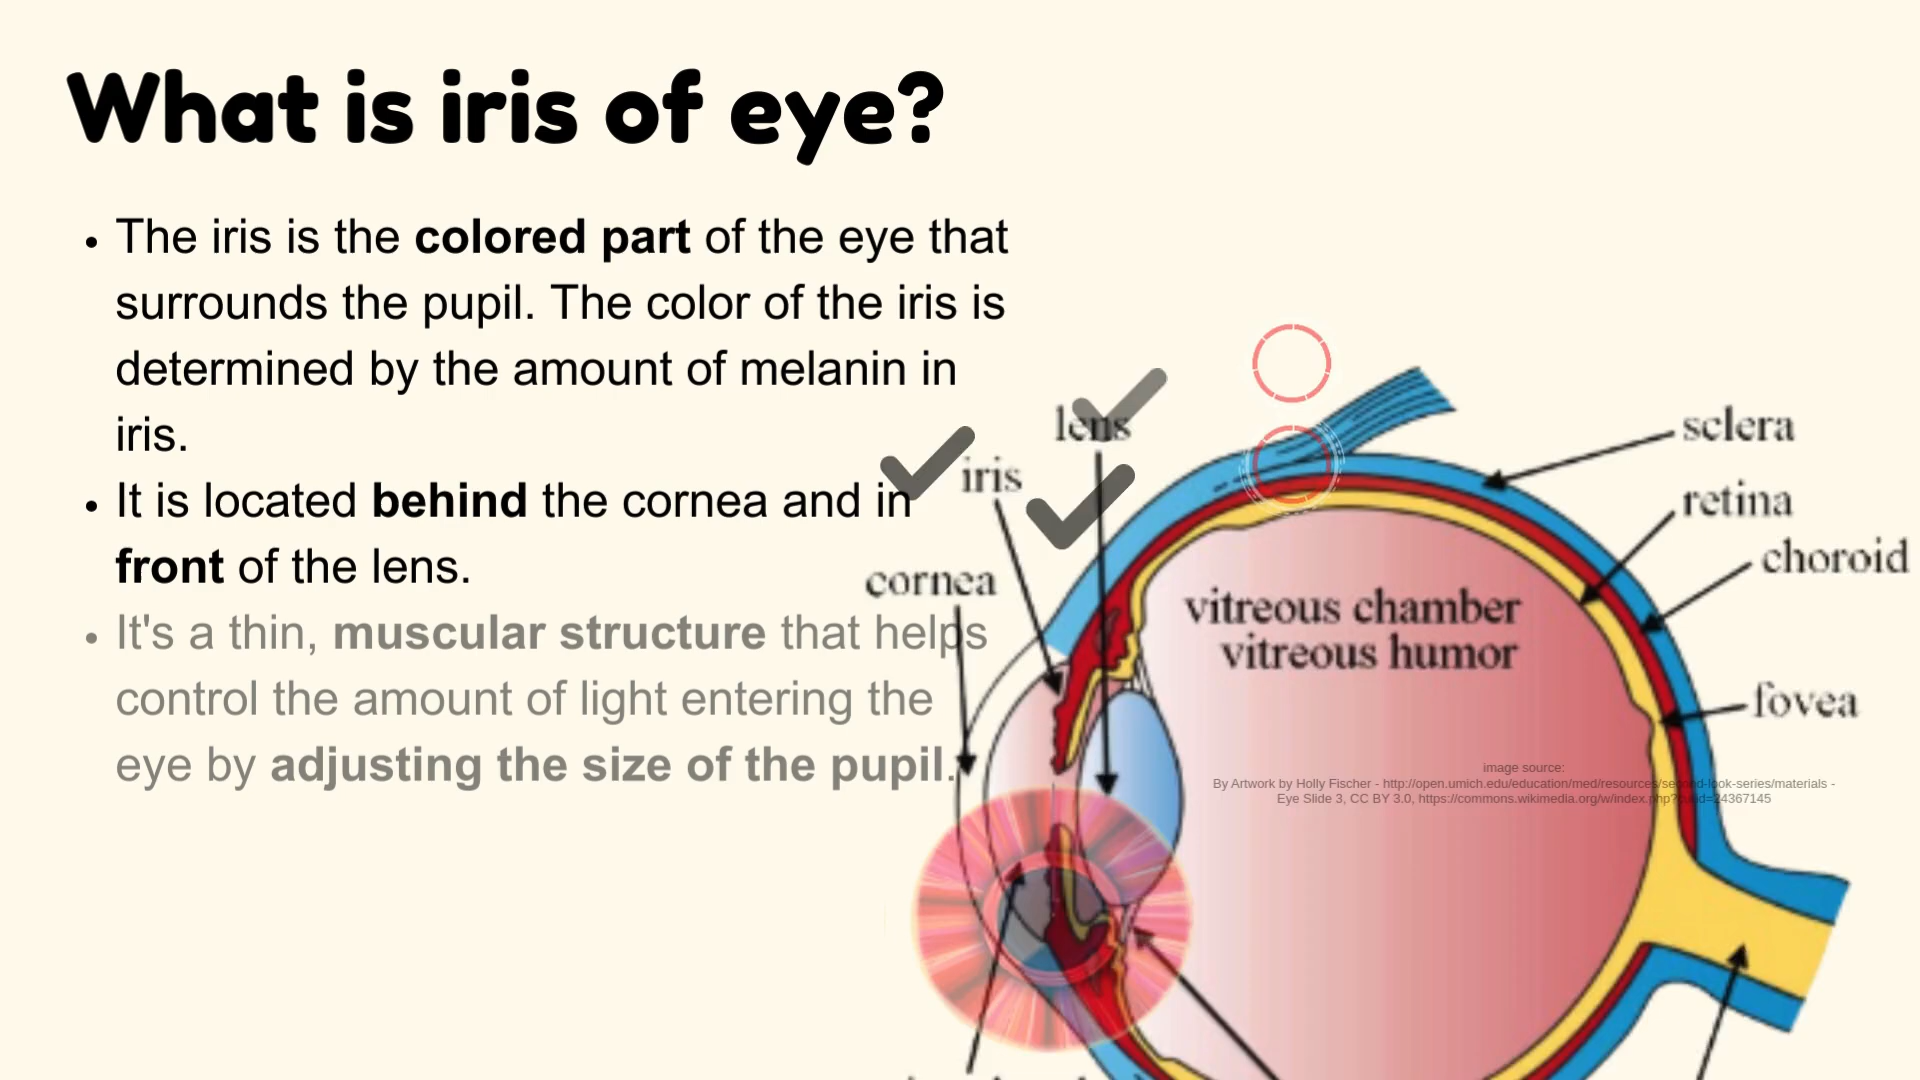 What is iris of eye?
• The iris is the colored part of the eye that
surrounds the pupil. The color of the iris is
determined by the amount of melanin in
iris.
• It is located behind the cornea and in
front of the lens.
• It's a thin, muscular structure that helps
control the amount of light entering the
eye by adjusting the size of the pupil.
lens
iris
cornea
sclera
retina
choroid
vitreous chamber
vitreous humor
fovea
image source:
By Artwork by Holly Fischer - http://open.umich.edu/education/med/resources/second-look-series/materials -
Eye Slide 3, CC BY 3.0, https://commons.wikimedia.org/w/index.php?curid=24367145